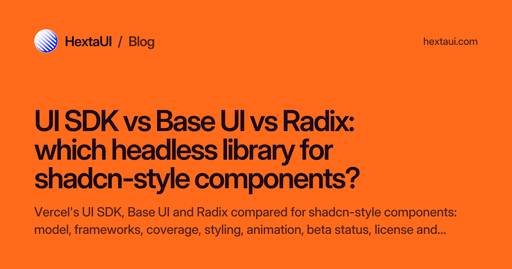 HextaUI / Blog
hextaui.com
UI SDK vs Base UI vs Radix:
which headless library for
shadcn-style components?
Vercel's UI SDK, Base UI and Radix compared for shadcn-style components:
model, frameworks, coverage, styling, animation, beta status, license and...